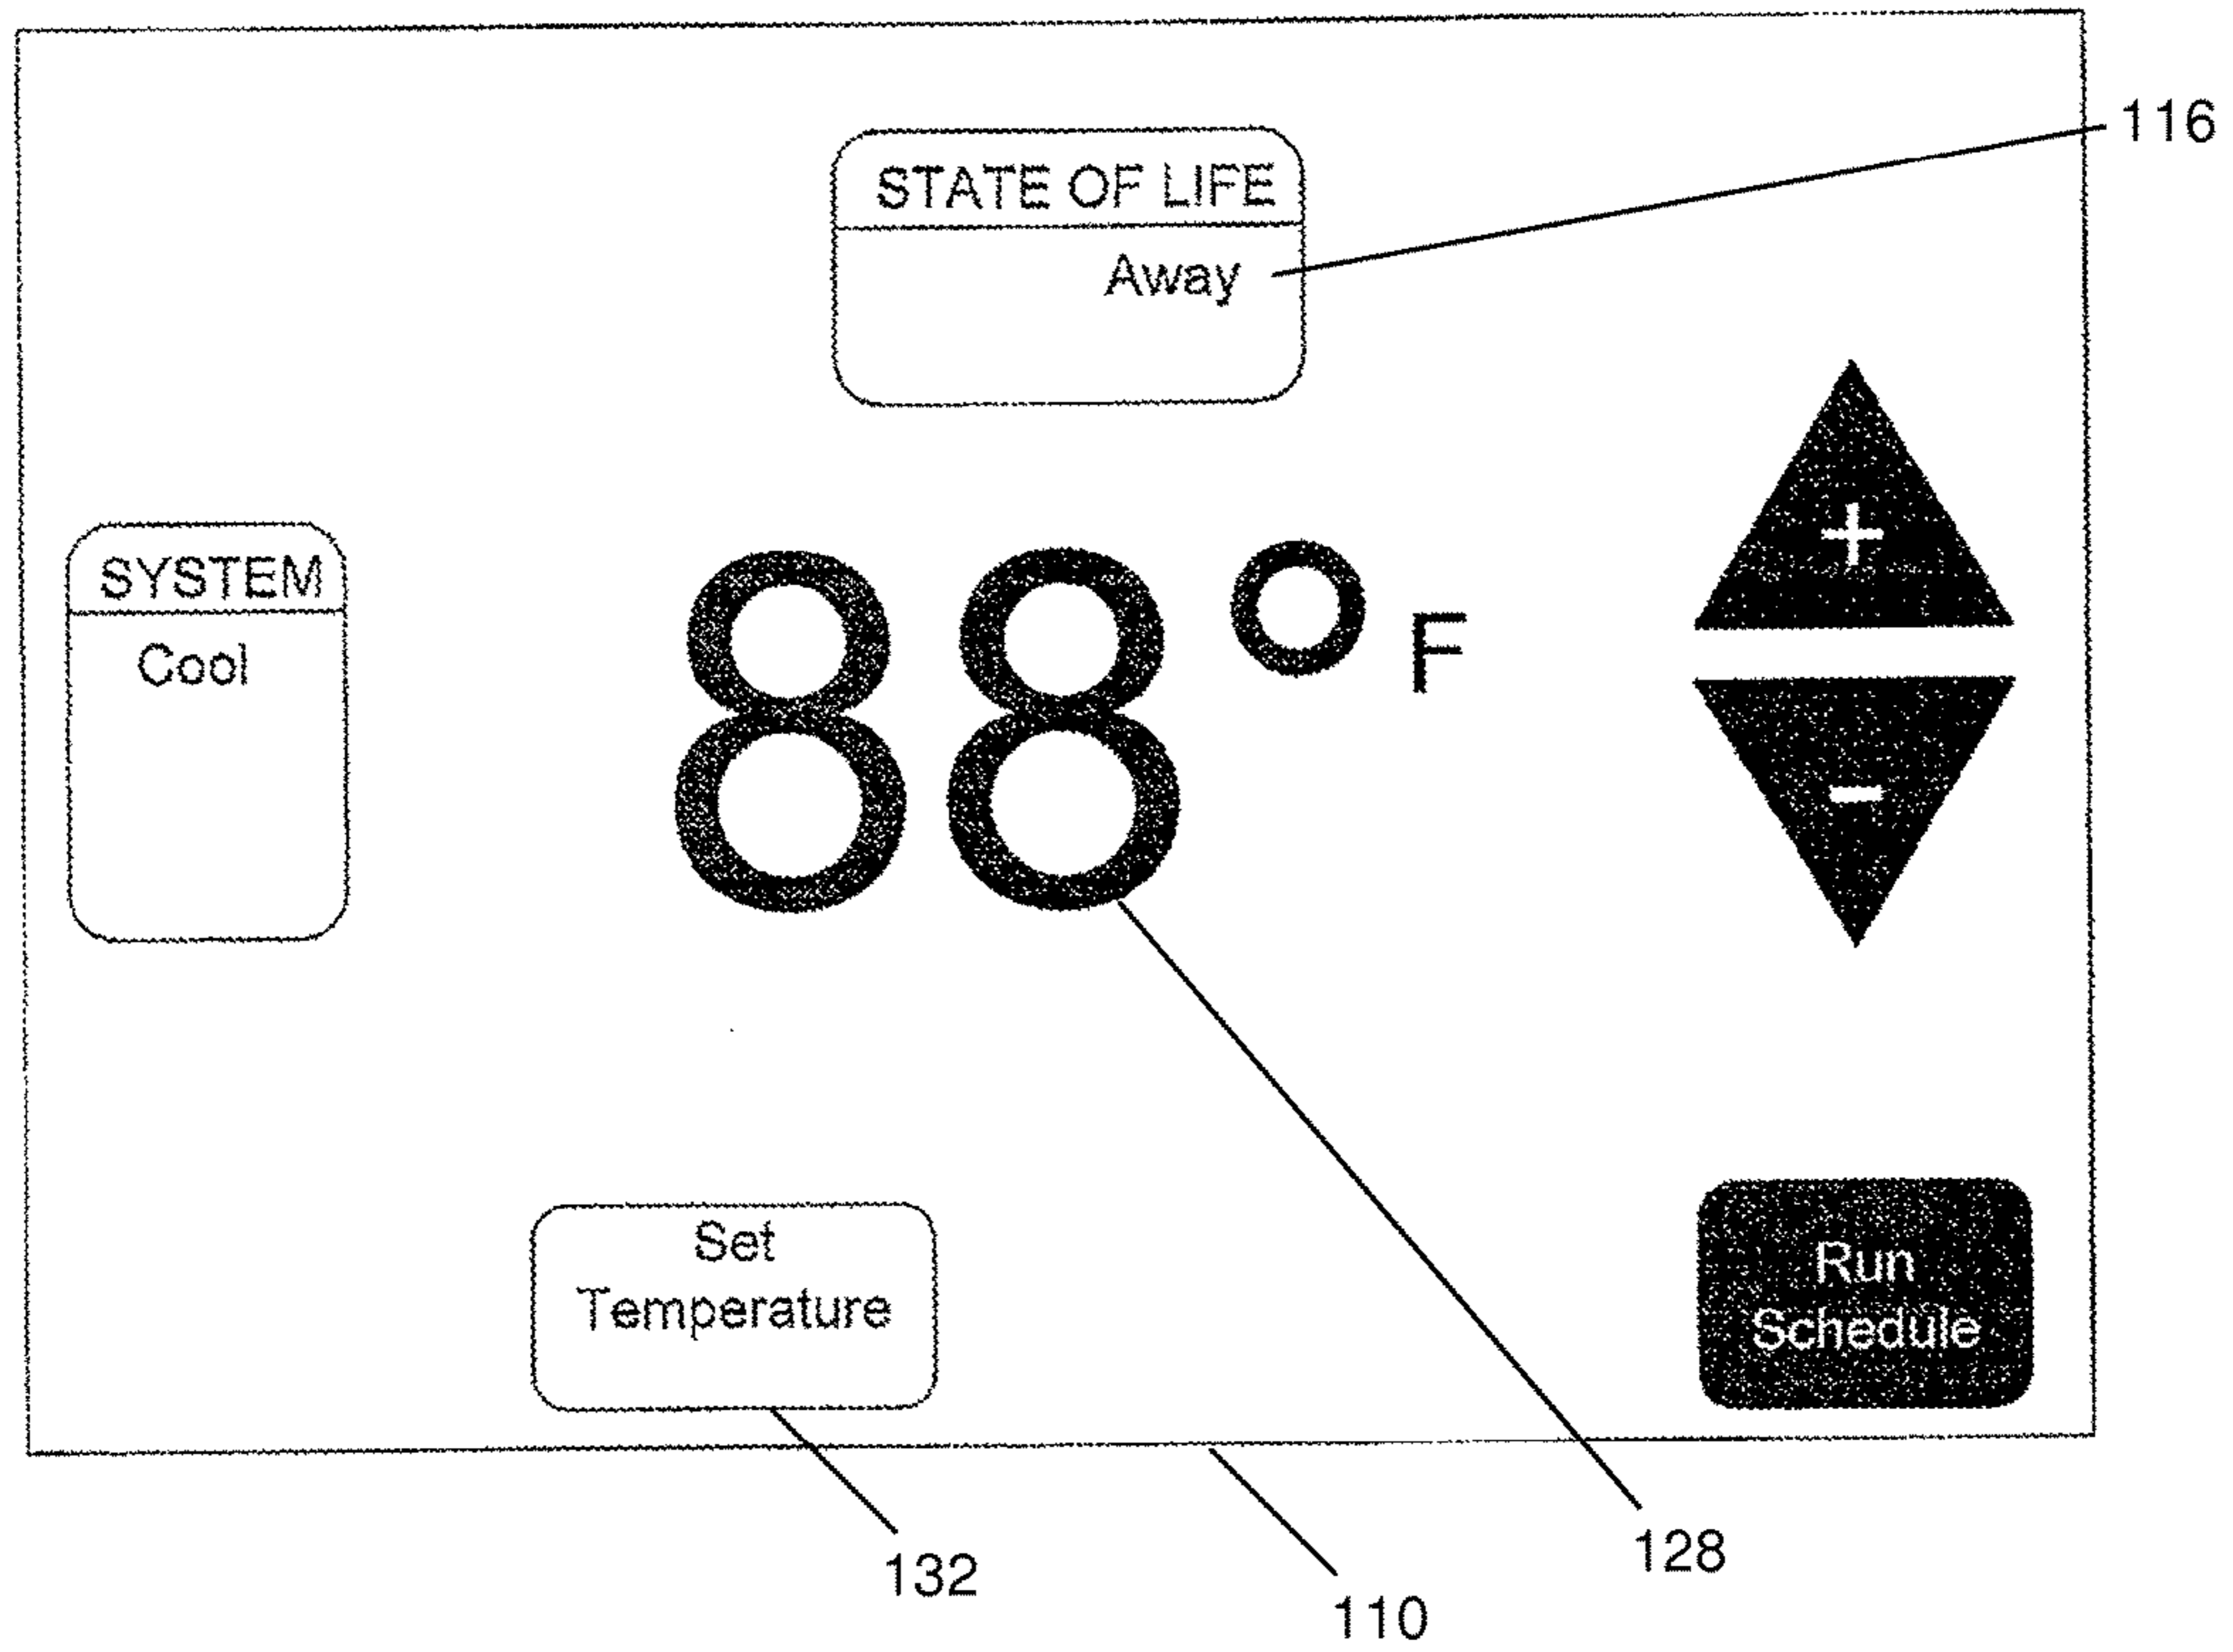 116
STATE OF LIFE
Away
SYSTEM
Cool
88°F
+
-
Set
Temperature
Run
Schedule
132
128
110